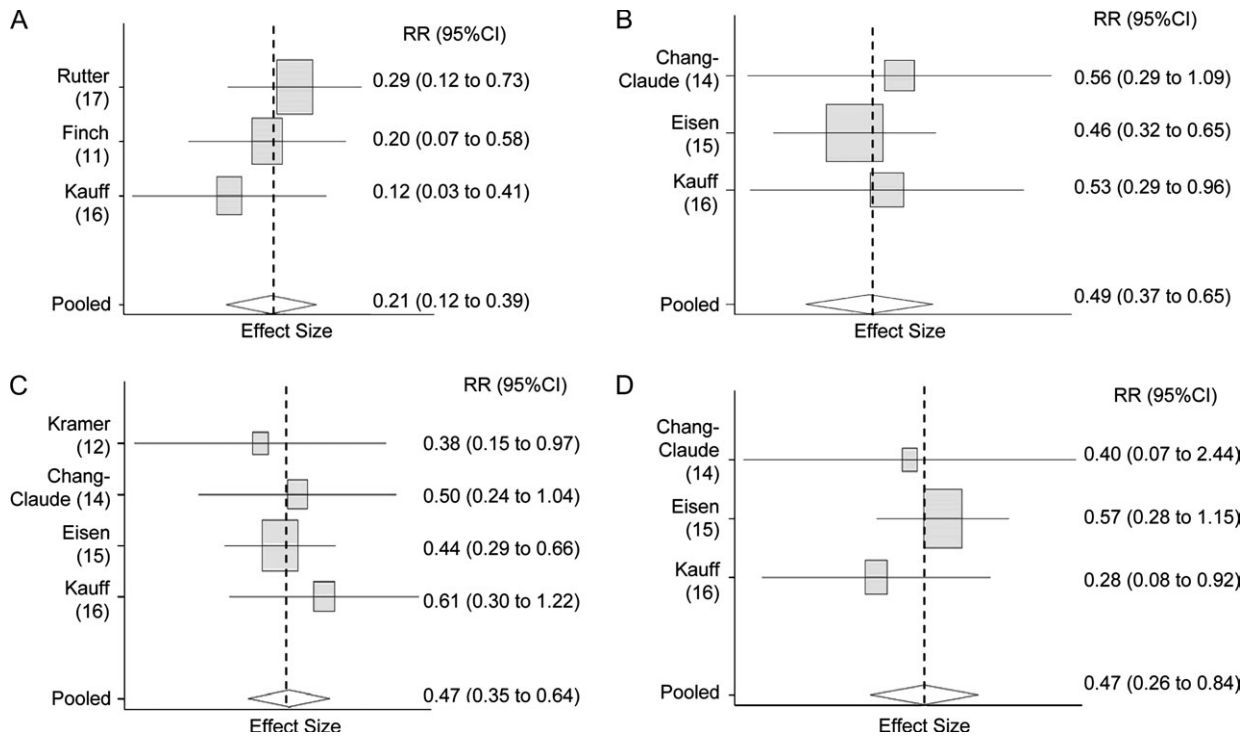 A
RR (95%CI)
Rutter
(17)
0.29 (0.12 to 0.73)
Finch
(11)
0.20 (0.07 to 0.58)
Kauff
(16)
0.12 (0.03 to 0.41)
Pooled
0.21 (0.12 to 0.39)
Effect Size
B
RR (95%CI)
Chang-
Claude (14)
0.56 (0.29 to 1.09)
Eisen
(15)
0.46 (0.32 to 0.65)
Kauff
(16)
0.53 (0.29 to 0.96)
Pooled
0.49 (0.37 to 0.65)
Effect Size
C
RR (95%CI)
Kramer
(12)
0.38 (0.15 to 0.97)
Chang-
Claude (14)
0.50 (0.24 to 1.04)
Eisen
(15)
0.44 (0.29 to 0.66)
Kauff
(16)
0.61 (0.30 to 1.22)
Pooled
0.47 (0.35 to 0.64)
Effect Size
D
RR (95%CI)
Chang-
Claude
(14)
0.40 (0.07 to 2.44)
Eisen
(15)
0.57 (0.28 to 1.15)
Kauff
(16)
0.28 (0.08 to 0.92)
Pooled
0.47 (0.26 to 0.84)
Effect Size